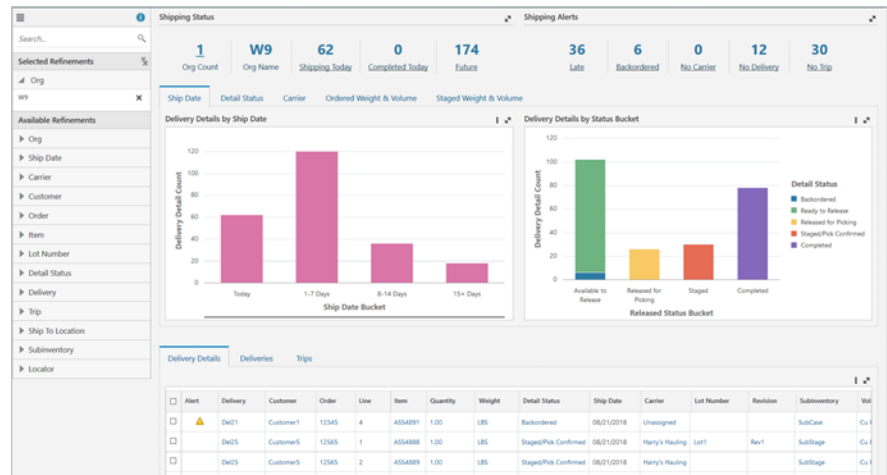 Shipping Status
Shipping Alerts
Search...
Selected Refinements
Org
W9
Available Refinements
Org
Ship Date
Carrier
Customer
Order
Item
Lot Number
Detail Status
Delivery
Trip
Ship To Location
Subinventory
Locator
1 W9 62 0 174
Org Count Org Name Shipping Today Completed Today Future
36 6 0 12 30
Late Backordered No Carrier No Delivery No Trip
Ship Date Detail Status Carrier Ordered Weight & Volume Staged Weight & Volume
Delivery Details by Ship Date
120
100
80
60
40
20
0
Delivery Detail Count
Today 1-7 Days 8-14 Days 15+ Days
Ship Date Bucket
Delivery Details by Status Bucket
120
100
80
60
40
20
0
Delivery Detail Count
Available to Release Released for Picking Staged Completed
Released Status Bucket
Detail Status
Backordered
Ready to Release
Released for Picking
Staged/Pick Confirmed
Completed
Delivery Details Deliveries Trips
Alert Delivery Customer Order Line Item Quantity Weight Detail Status Ship Date Carrier Lot Number Revision Subinventory
Del21 Customer1 12345 4 AS54891 1.00 LBS Backordered 08/21/2018 Unassigned SubCase
Del25 Customer5 12565 1 AS54888 1.00 LBS Staged/Pick Confirmed 08/21/2018 Harry's Hauling Lot1 Rev1 SubStage
Del25 Customer5 12565 2 AS54889 1.00 LBS Staged/Pick Confirmed 08/21/2018 Harry's Hauling SubStage